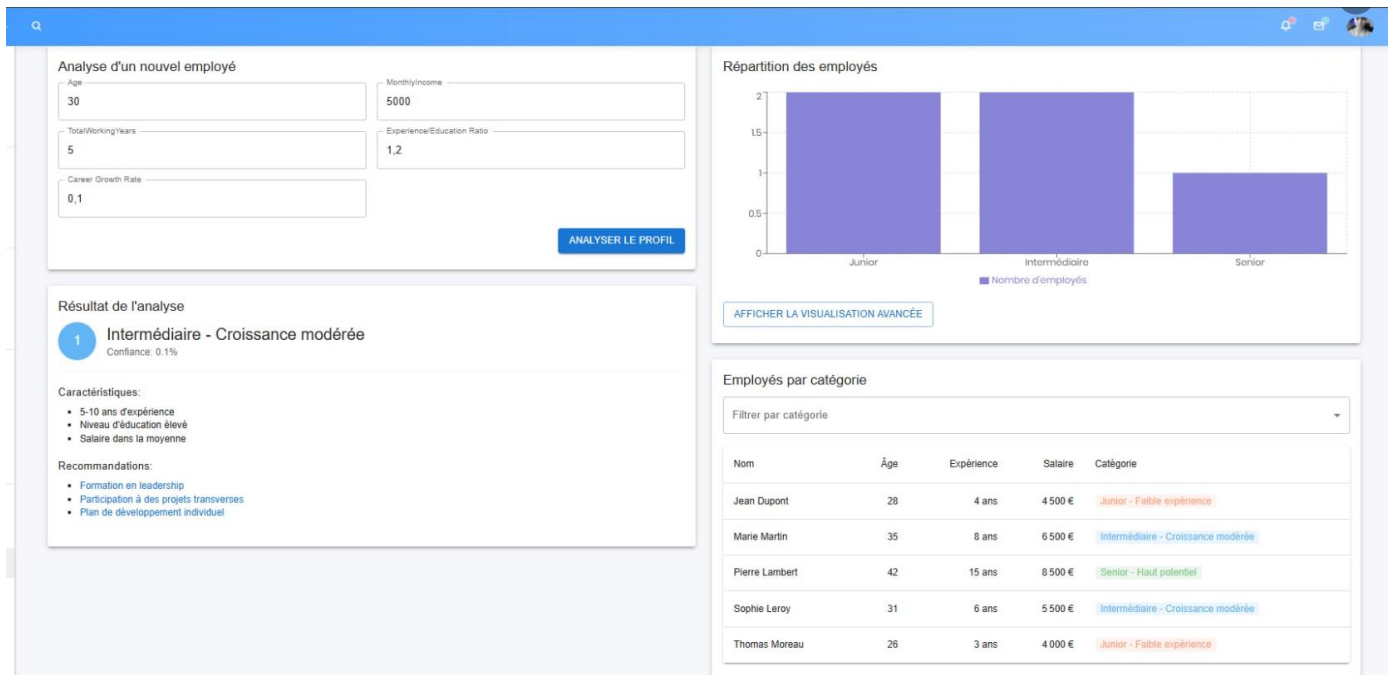 Analyse d'un nouvel employé
Age
30
MonthlyIncome
5000
TotalWorkingYears
5
Experience/Education Ratio
1,2
Career Growth Rate
0,1
ANALYSER LE PROFIL
Résultat de l'analyse
1
Intermédiaire - Croissance modérée
Confiance: 0.1%
Caractéristiques:
5-10 ans d'expérience
Niveau d'éducation élevé
Salaire dans la moyenne
Recommandations:
Formation en leadership
Participation à des projets transverses
Plan de développement individuel
Répartition des employés
2
1.5
1
0.5
0
Junior Intermédiaire Senior
Nombre d'employés
AFFICHER LA VISUALISATION AVANCÉE
Employés par catégorie
Filtrer par catégorie
Nom Âge Expérience Salaire Catégorie
Jean Dupont 28 4 ans 4 500 € Junior - Faible expérience
Marie Martin 35 8 ans 6 500 € Intermédiaire - Croissance modérée
Pierre Lambert 42 15 ans 8 500 € Senior - Haut potentiel
Sophie Leroy 31 6 ans 5 500 € Intermédiaire - Croissance modérée
Thomas Moreau 26 3 ans 4 000 € Junior - Faible expérience